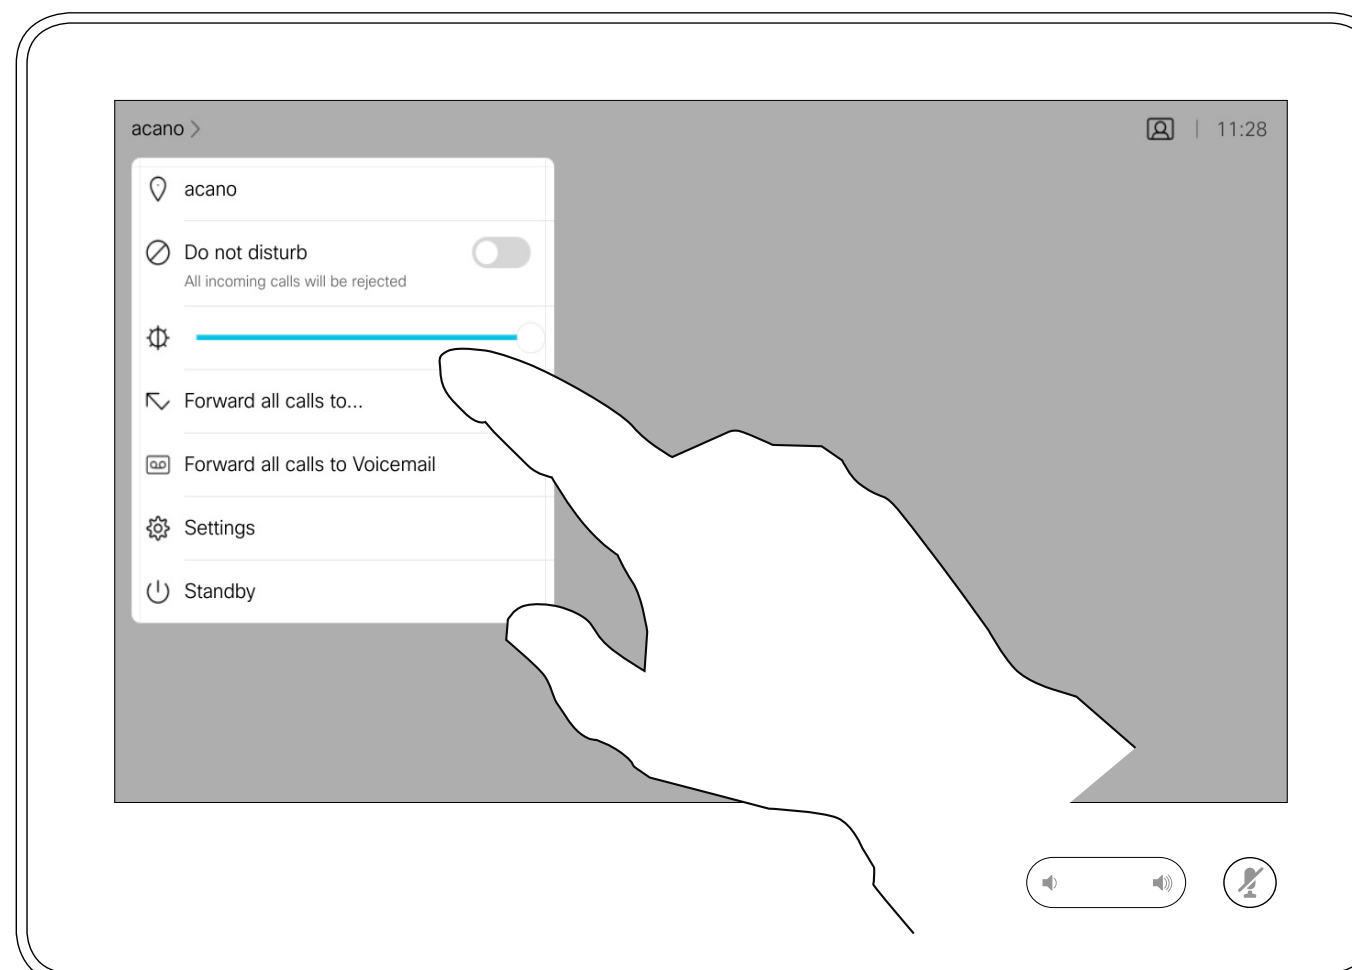 acano
11:28
acano
Do not disturb
All incoming calls will be rejected
Forward all calls to...
Forward all calls to Voicemail
Settings
Standby